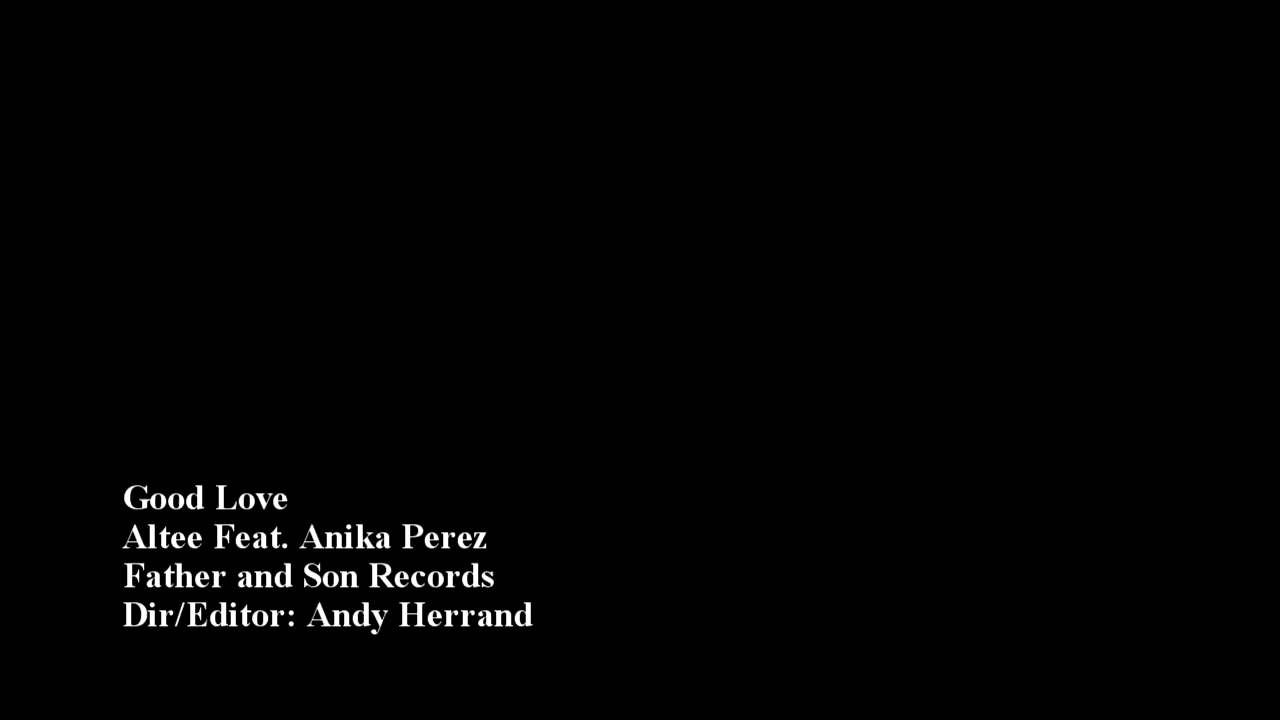 Good Love
Altee Feat. Anika Perez
Father and Son Records
Dir/Editor: Andy Herrand